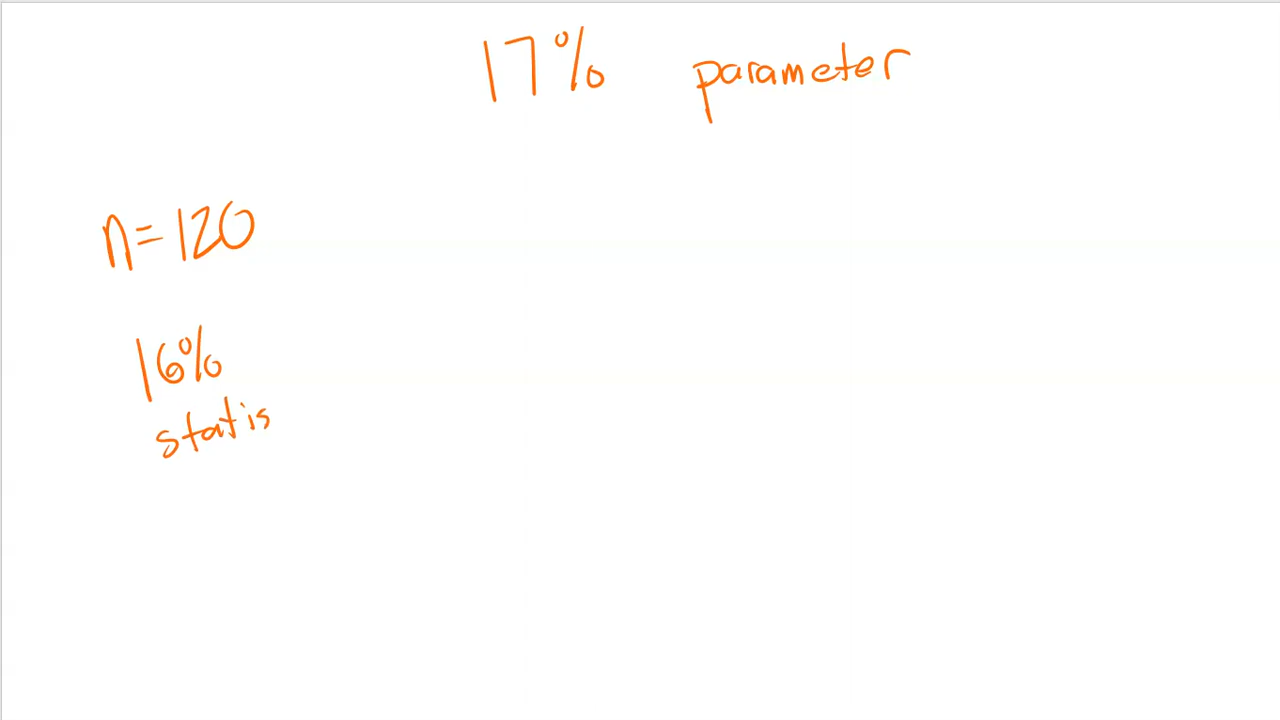 17% parameter
n=120
16%
statis